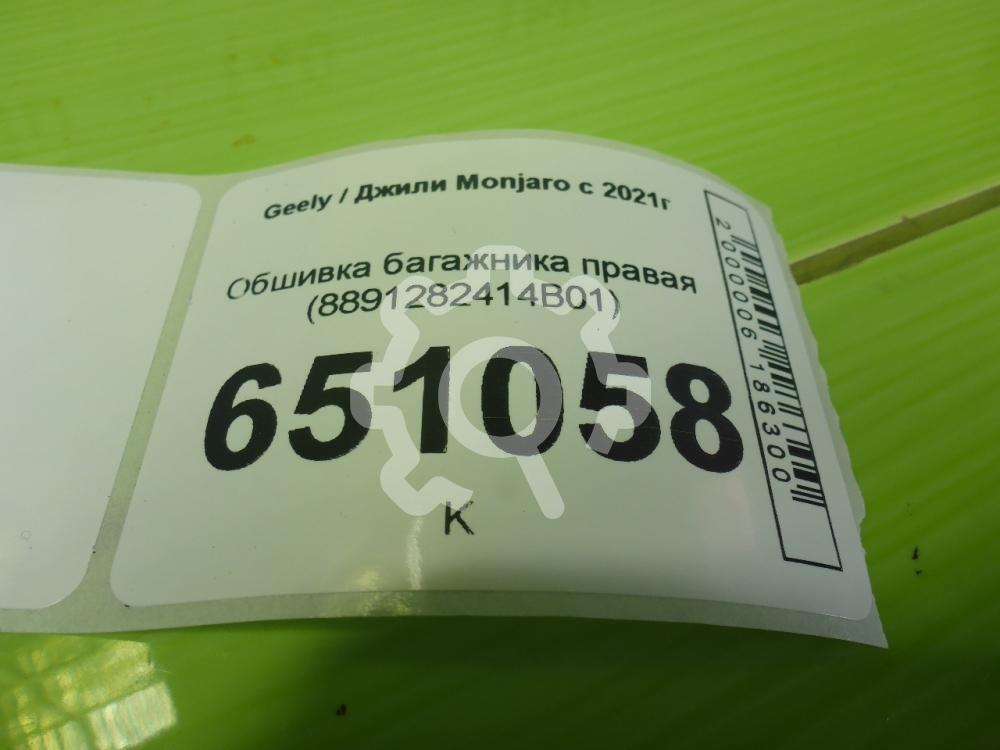 Geely / Джили Monjaro с 2021г
Обшивка багажника правая
(8891282414B01)
651058
К
2000006186300